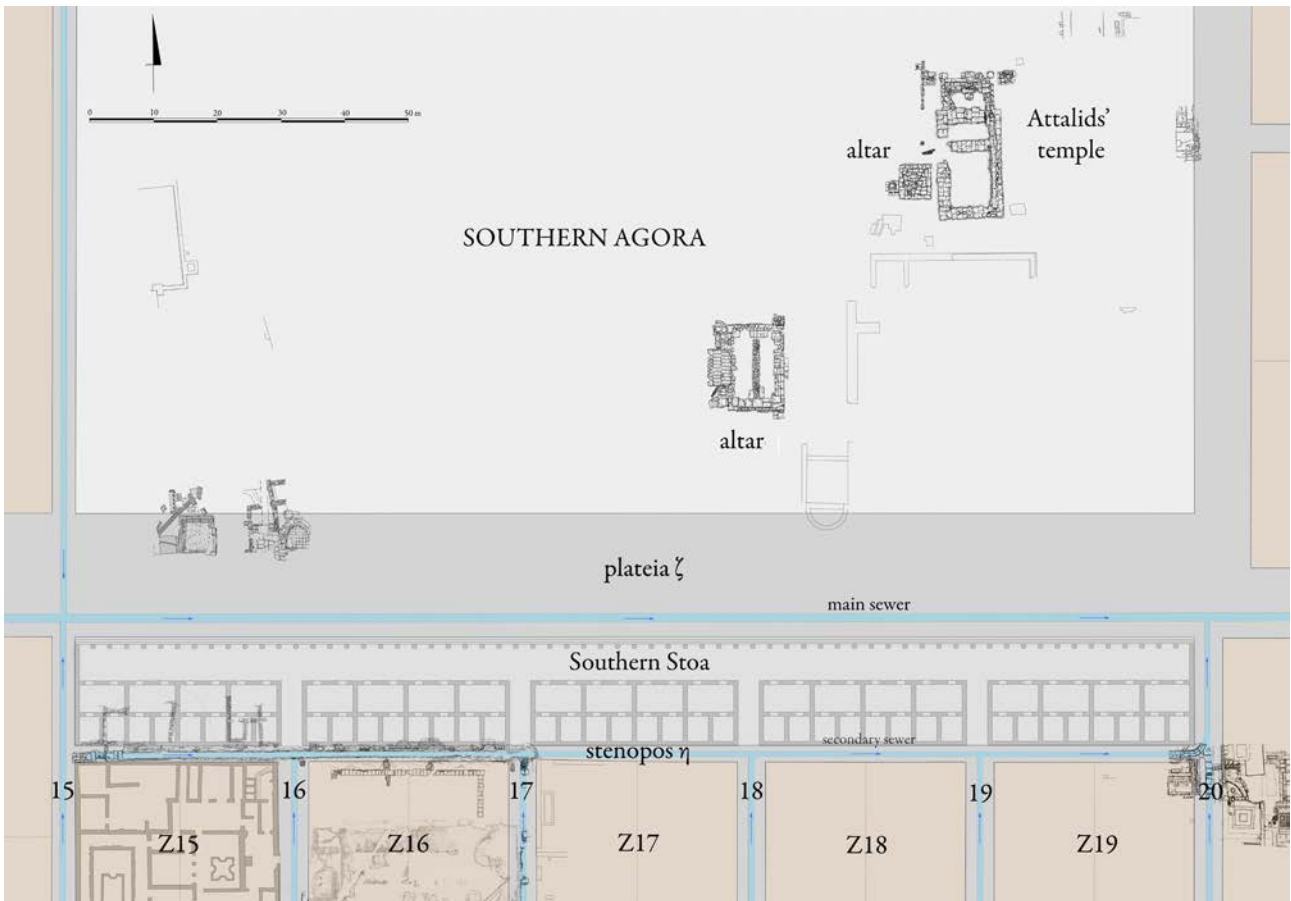 0 10 20 30 40 50 m
Attalids'
temple
altar
SOUTHERN AGORA
altar
plateia ζ
main sewer
Southern Stoa
secondary sewer
stenopos η
15 16 17 18 19 20
Z15 Z16 Z17 Z18 Z19